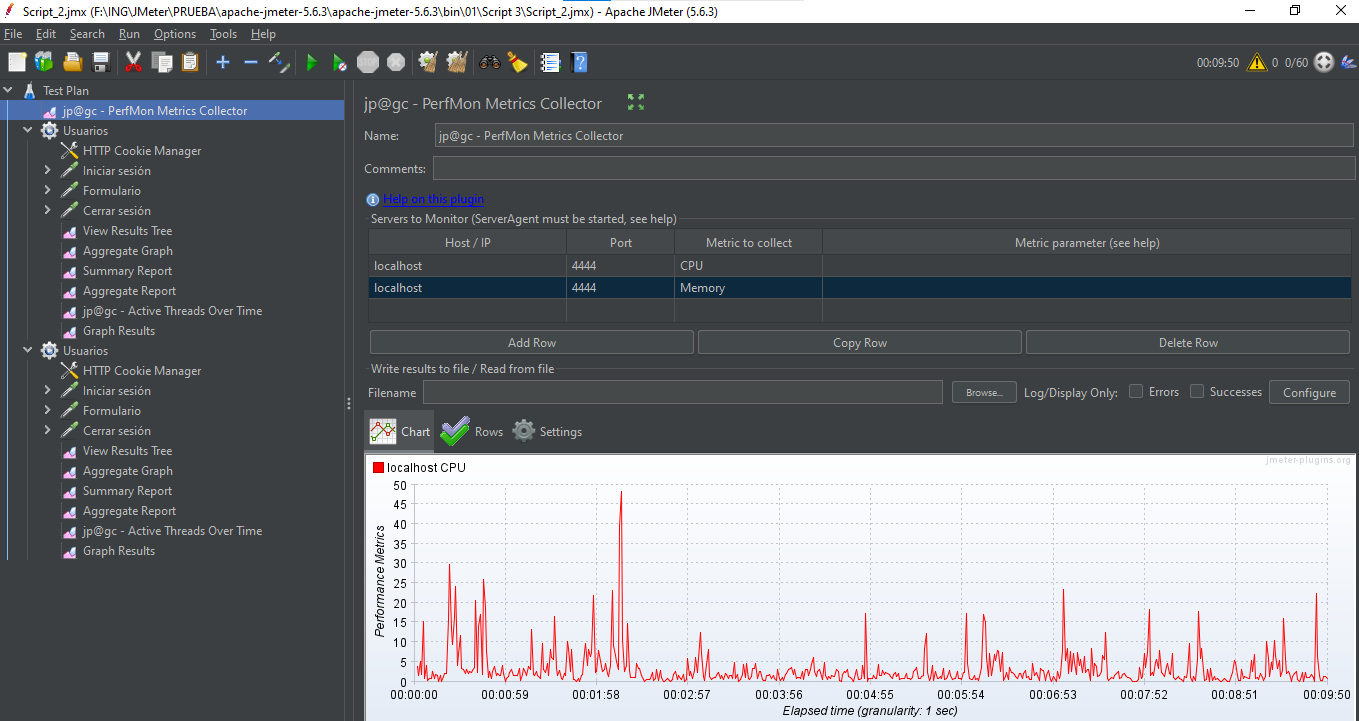 Script_2.jmx (F:\ING\JMeter\PRUEBA\apache-jmeter-5.6.3\apache-jmeter-5.6.3\bin\01\Script 3\Script_2.jmx) - Apache JMeter (5.6.3)
File Edit Search Run Options Tools Help
STOP 00:09:50 0 0/60
Test Plan
jp@gc - PerfMon Metrics Collector
Usuarios
HTTP Cookie Manager
Iniciar sesión
Formulario
Cerrar sesión
View Results Tree
Aggregate Graph
Summary Report
Aggregate Report
jp@gc - Active Threads Over Time
Graph Results
Usuarios
HTTP Cookie Manager
Iniciar sesión
Formulario
Cerrar sesión
View Results Tree
Aggregate Graph
Summary Report
Aggregate Report
jp@gc - Active Threads Over Time
Graph Results
jp@gc - PerfMon Metrics Collector
Name: jp@gc - PerfMon Metrics Collector
Comments:
Help on this plugin
Servers to Monitor (ServerAgent must be started, see help)
Host / IP Port Metric to collect Metric parameter (see help)
localhost 4444 CPU
localhost 4444 Memory
Add Row Copy Row Delete Row
Write results to file / Read from file
Filename Browse... Log/Display Only: Errors Successes Configure
Chart Rows Settings
jmeter-plugins.org
localhost CPU
Performance Metrics
50
45
40
35
30
25
20
15
10
5
0
00:00:00 00:00:59 00:01:58 00:02:57 00:03:56 00:04:55 00:05:54 00:06:53 00:07:52 00:08:51 00:09:50
Elapsed time (granularity: 1 sec)